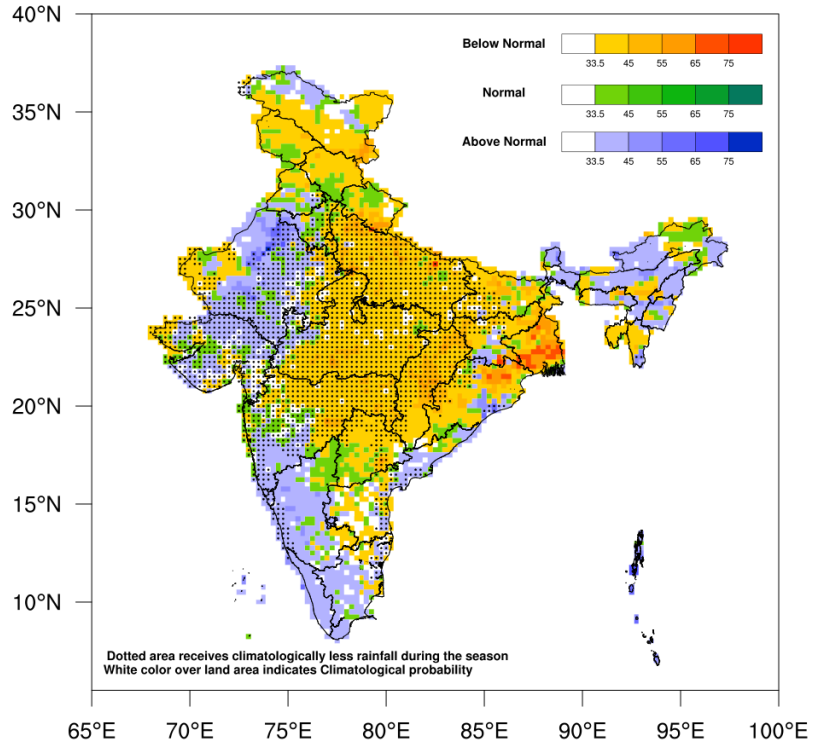 40°N
Below Normal
33.5 45 55 65 75
35°N
Normal
33.5 45 55 65 75
Above Normal
33.5 45 55 65 75
30°N
25°N
20°N
15°N
10°N
Dotted area receives climatologically less rainfall during the season
White color over land area indicates Climatological probability
65°E 70°E 75°E 80°E 85°E 90°E 95°E 100°E